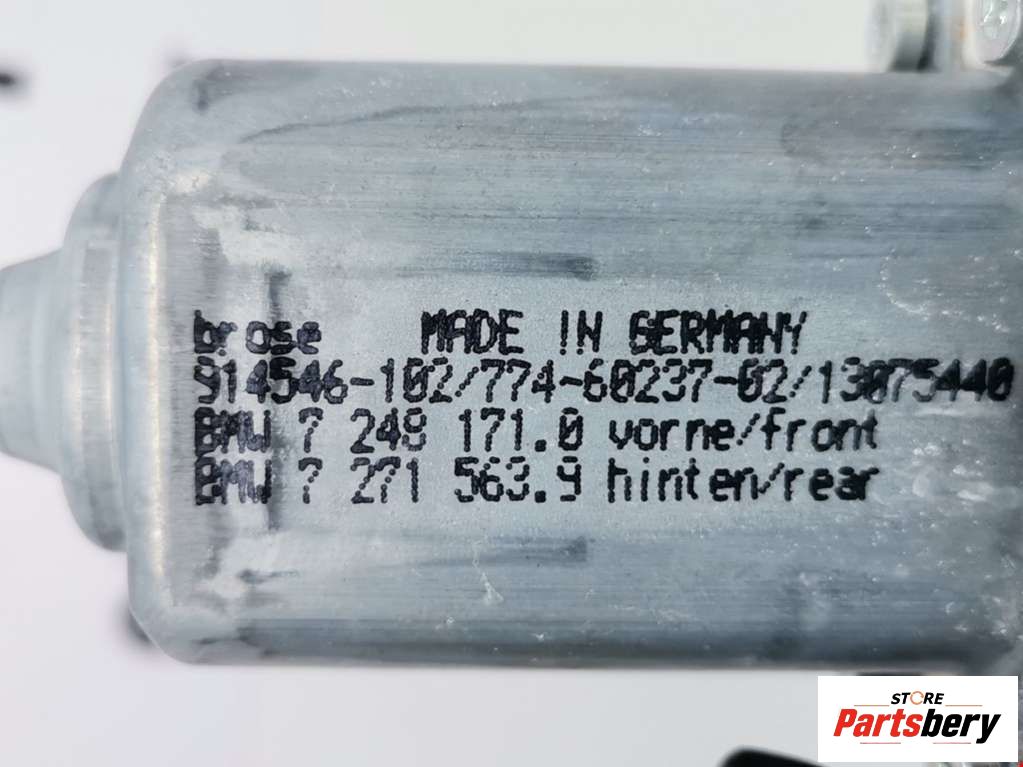 brose MADE IN GERMANY
914546-102/774-60237-02/13075440
BMW 7 248 171.0 vorne/front
BMW 7 271 563.9 hinten/rear
STORE
Partsbery